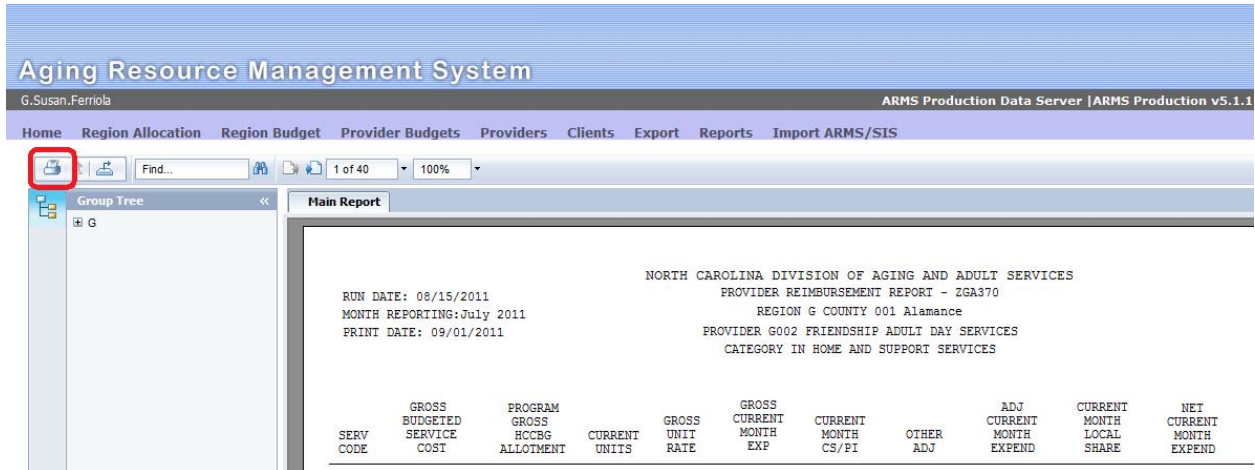 Aging Resource Management System
G.Susan.Ferriola ARMS Production Data Server |ARMS Production v5.1.1
Home Region Allocation Region Budget Provider Budgets Providers Clients Export Reports Import ARMS/SIS
Find... 1 of 40 100%
Group Tree « Main Report
G
NORTH CAROLINA DIVISION OF AGING AND ADULT SERVICES
RUN DATE: 08/15/2011 PROVIDER REIMBURSEMENT REPORT - ZGA370
MONTH REPORTING:July 2011 REGION G COUNTY 001 Alamance
PRINT DATE: 09/01/2011 PROVIDER G002 FRIENDSHIP ADULT DAY SERVICES
CATEGORY IN HOME AND SUPPORT SERVICES
GROSS PROGRAM GROSS ADJ CURRENT NET
BUDGETED GROSS GROSS CURRENT CURRENT CURRENT MONTH CURRENT
SERV SERVICE HCCBG CURRENT UNIT MONTH MONTH OTHER MONTH LOCAL MONTH
CODE COST ALLOTMENT UNITS RATE EXP CS/PI ADJ EXPEND SHARE EXPEND